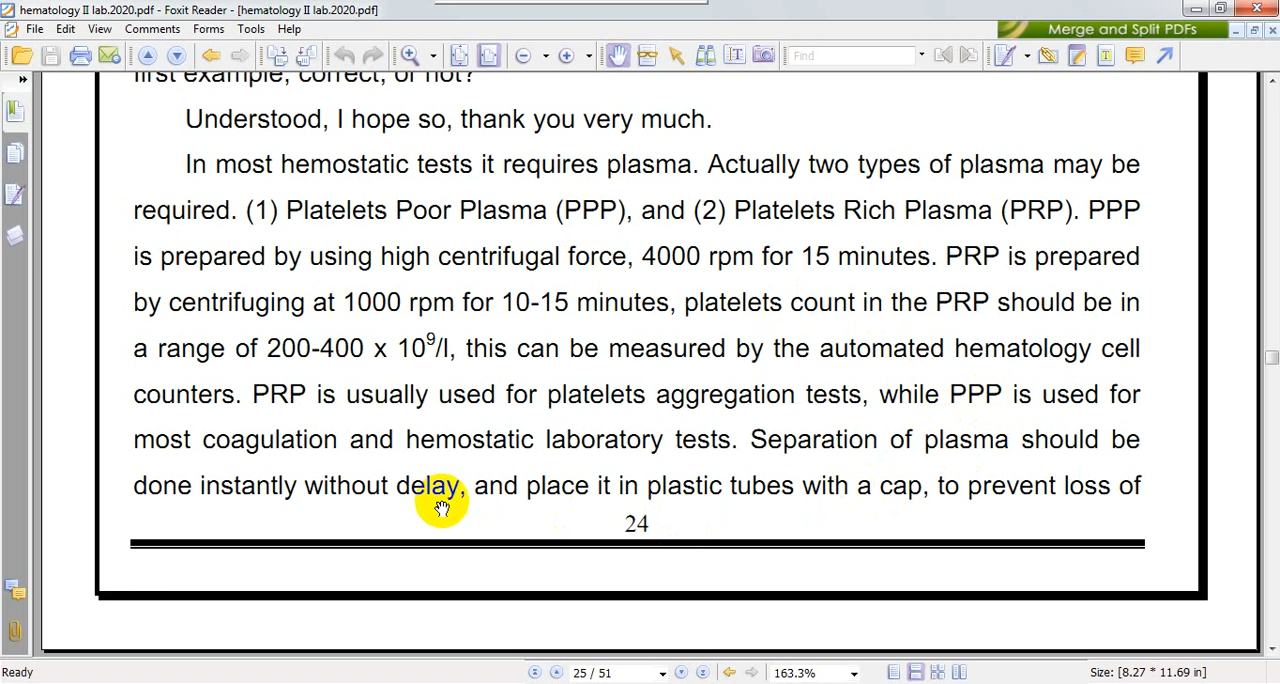 hematology II lab.2020.pdf - Foxit Reader - [hematology II lab.2020.pdf]
File Edit View Comments Forms Tools Help
Merge and Split PDFs
Find
first example, correct, or not?
Understood, I hope so, thank you very much.
In most hemostatic tests it requires plasma. Actually two types of plasma may be
required. (1) Platelets Poor Plasma (PPP), and (2) Platelets Rich Plasma (PRP). PPP
is prepared by using high centrifugal force, 4000 rpm for 15 minutes. PRP is prepared
by centrifuging at 1000 rpm for 10-15 minutes, platelets count in the PRP should be in
a range of 200-400 x 10⁹/l, this can be measured by the automated hematology cell
counters. PRP is usually used for platelets aggregation tests, while PPP is used for
most coagulation and hemostatic laboratory tests. Separation of plasma should be
done instantly without delay, and place it in plastic tubes with a cap, to prevent loss of
24
Ready
25 / 51
163.3%
Size: [8.27 * 11.69 in]